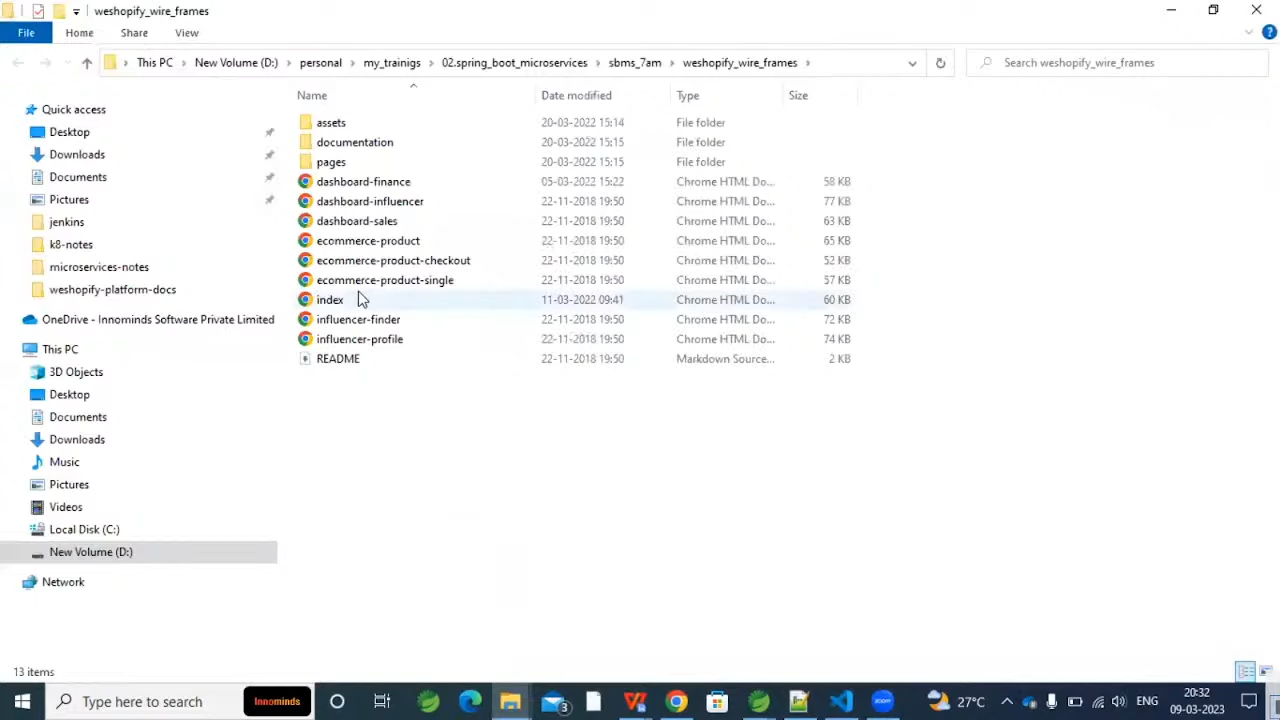 weshopify_wire_frames
File Home Share View
This PC New Volume (D:) personal my_trainigs 02.spring_boot_microservices sbms_7am weshopify_wire_frames Search weshopify_wire_frames
Name Date modified Type Size
Quick access
Desktop
Downloads
Documents
Pictures
jenkins
k8-notes
microservices-notes
weshopify-platform-docs
OneDrive - Innorminds Software Private Limited
This PC
3D Objects
Desktop
Documents
Downloads
Music
Pictures
Videos
Local Disk (C:)
New Volume (D:)
Network
assets 20-03-2022 15:14 File folder
documentation 20-03-2022 15:15 File folder
pages 20-03-2022 15:15 File folder
dashboard-finance 05-03-2022 15:22 Chrome HTML Do... 58 KB
dashboard-influencer 22-11-2018 19:50 Chrome HTML Do... 77 KB
dashboard-sales 22-11-2018 19:50 Chrome HTML Do... 63 KB
ecommerce-product 22-11-2018 19:50 Chrome HTML Do... 65 KB
ecommerce-product-checkout 22-11-2018 19:50 Chrome HTML Do... 52 KB
ecommerce-product-single 22-11-2018 19:50 Chrome HTML Do... 57 KB
index 11-03-2022 09:41 Chrome HTML Do... 60 KB
influencer-finder 22-11-2018 19:50 Chrome HTML Do... 72 KB
influencer-profile 22-11-2018 19:50 Chrome HTML Do... 74 KB
README 22-11-2018 19:50 Markdown Source... 2 KB
13 items
Type here to search Innominds zoom 3 27°C ENG 20:32
09-03-2023